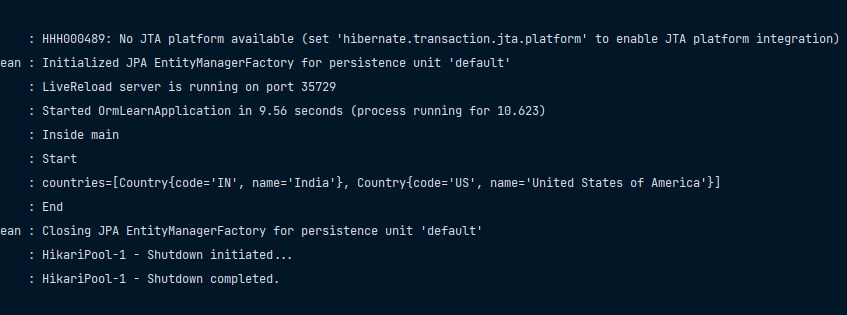 : HHH000489: No JTA platform available (set 'hibernate.transaction.jta.platform' to enable JTA platform integration)
ean : Initialized JPA EntityManagerFactory for persistence unit 'default'
: LiveReload server is running on port 35729
: Started OrmLearnApplication in 9.56 seconds (process running for 10.623)
: Inside main
: Start
: countries=[Country{code='IN', name='India'}, Country{code='US', name='United States of America'}]
: End
ean : Closing JPA EntityManagerFactory for persistence unit 'default'
: HikariPool-1 - Shutdown initiated...
: HikariPool-1 - Shutdown completed.